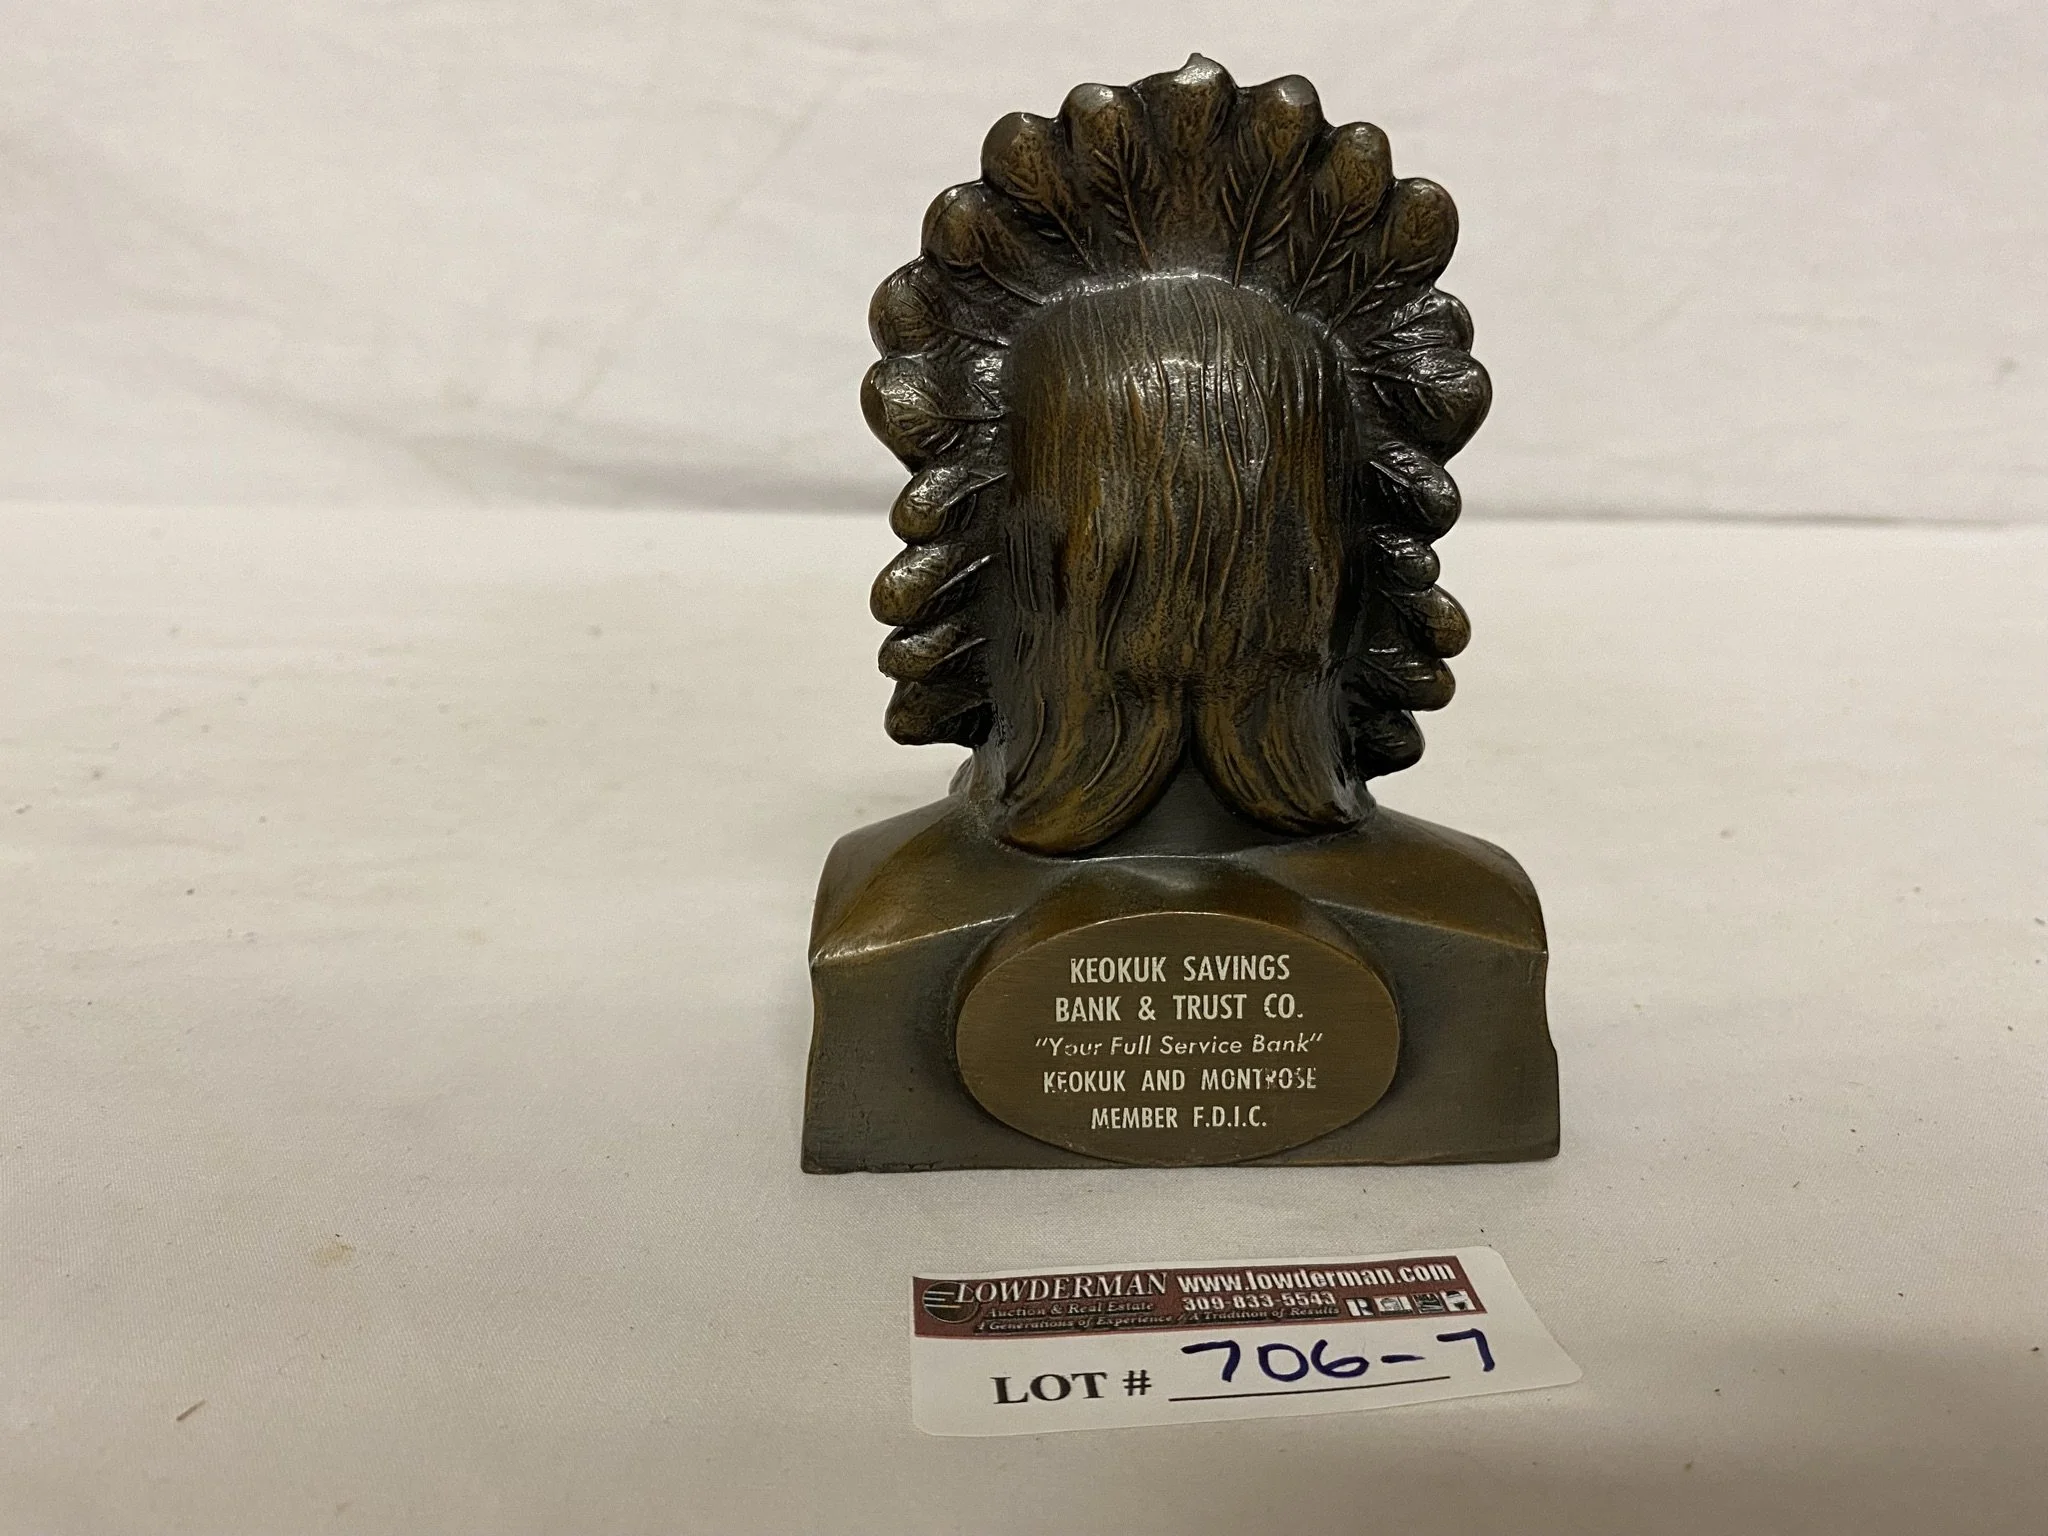 KEOKUK SAVINGS
BANK & TRUST CO.
"Your Full Service Bank"
KEOKUK AND MONTROSE
MEMBER F.D.I.C.
LOWDERMAN www.lowderman.com
Auction & Real Estate 309-833-5543
4 Generations of Experience / A Tradition of Results
LOT # 706-7